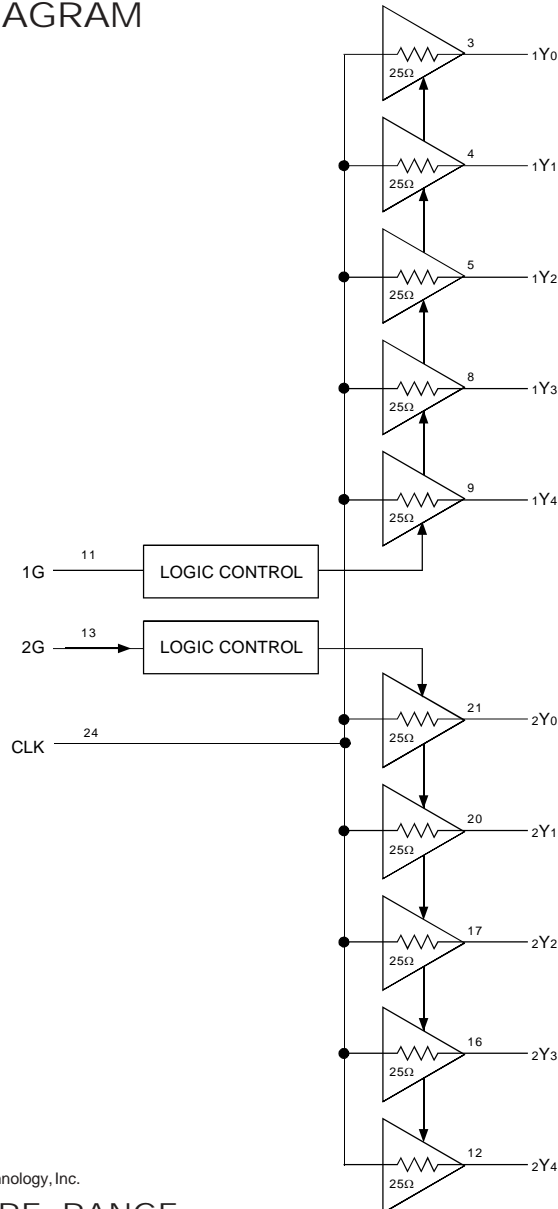 AGRAM
3
1Y0
25Ω
4
1Y1
25Ω
5
1Y2
25Ω
8
1Y3
25Ω
9
1Y4
25Ω
11
1G
LOGIC CONTROL
13
2G
LOGIC CONTROL
21
2Y0
25Ω
24
CLK
20
2Y1
25Ω
17
2Y2
25Ω
16
2Y3
25Ω
12
2Y4
25Ω
nology, Inc.
RE RANGE